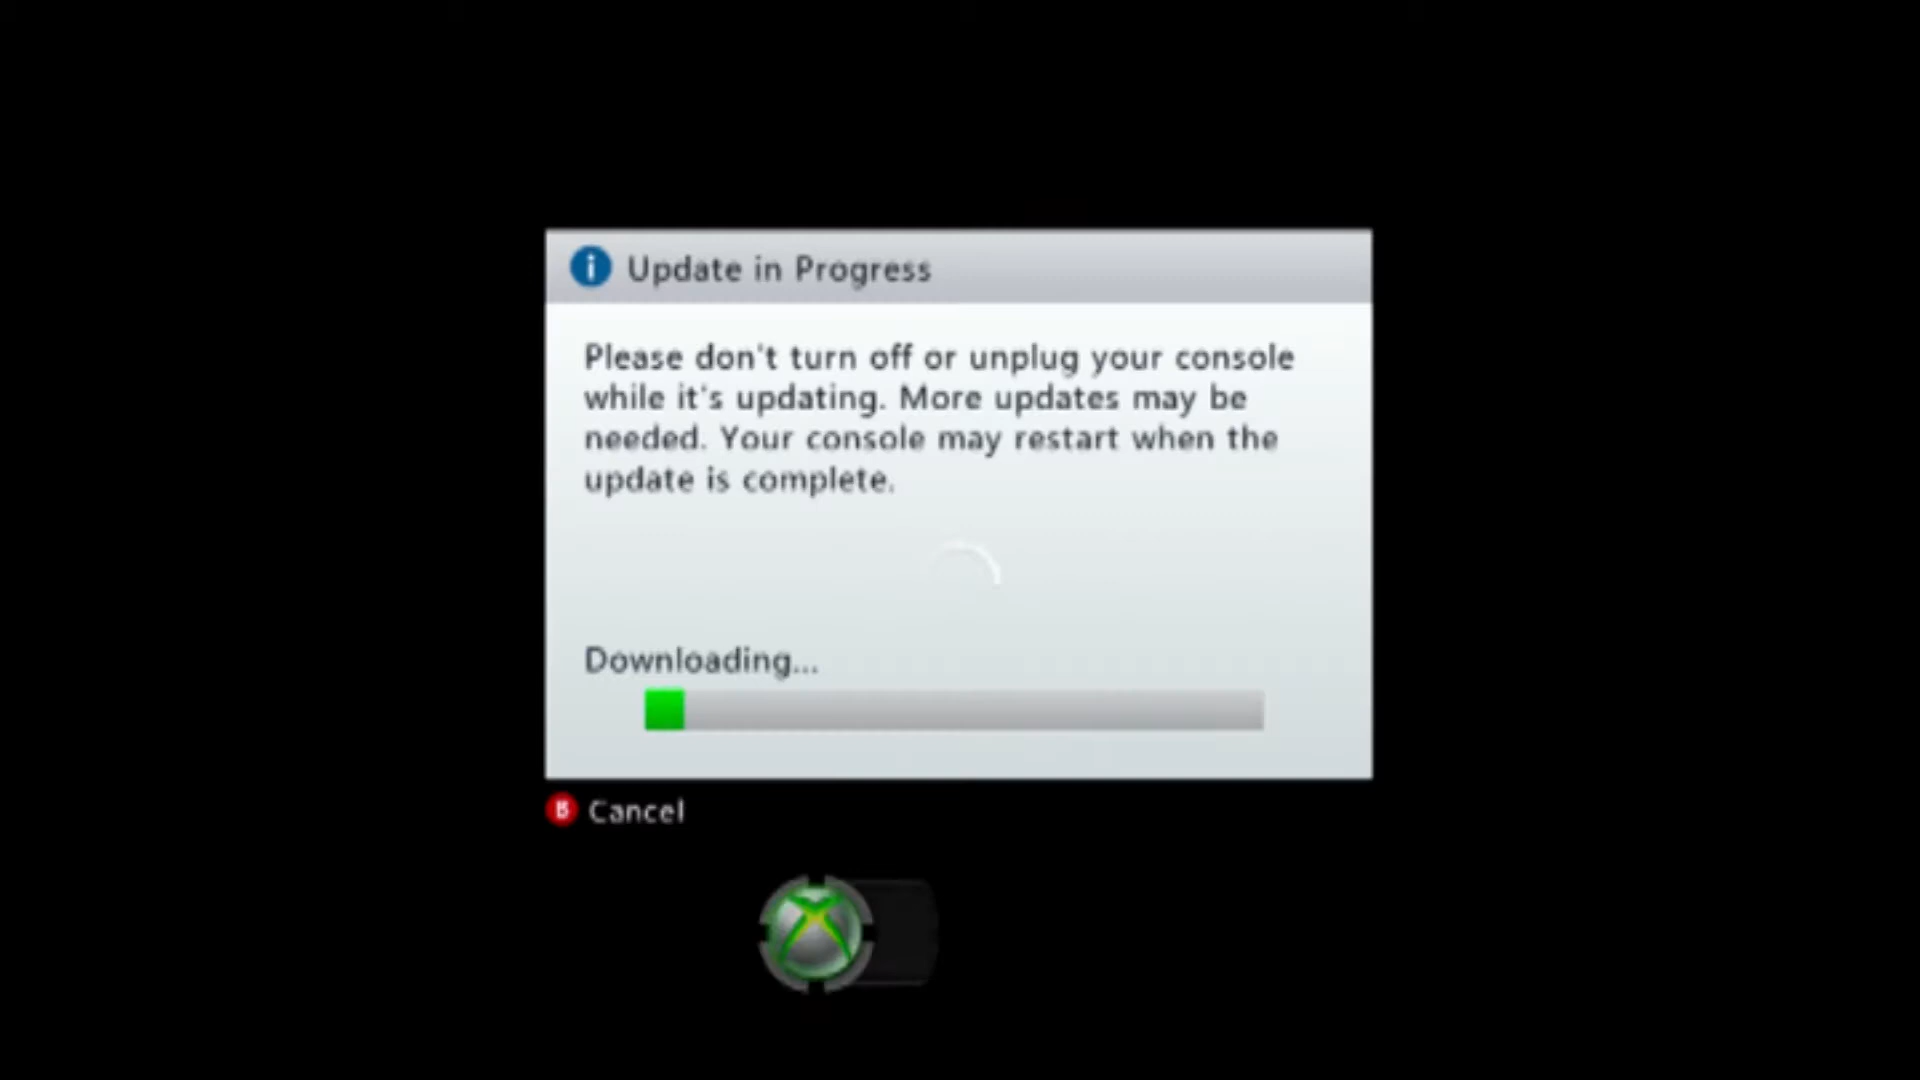 Update in Progress
Please don't turn off or unplug your console
while it's updating. More updates may be
needed. Your console may restart when the
update is complete.
Downloading...
B Cancel